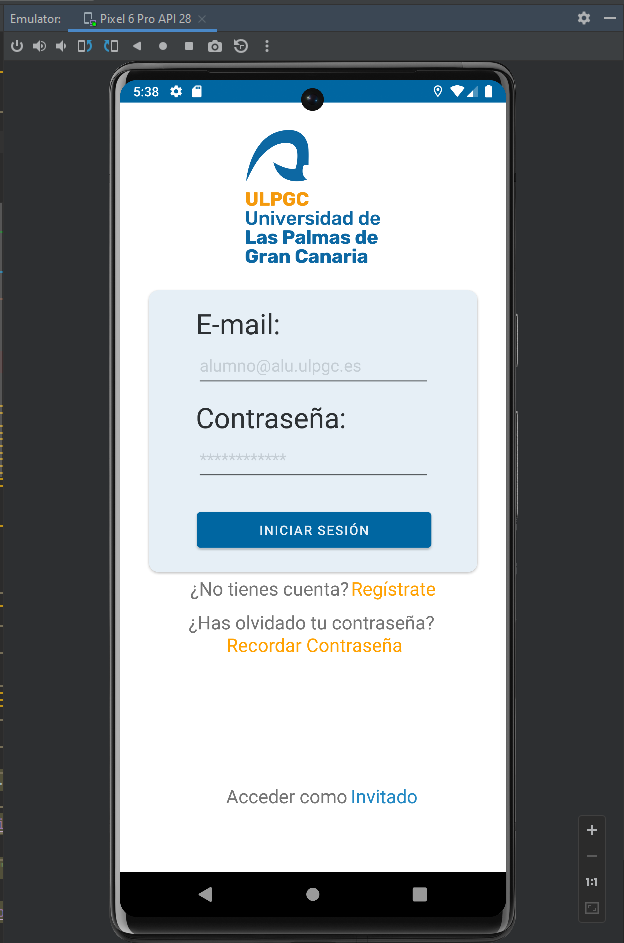 Emulator: Pixel 6 Pro API 28
5:38
ULPGC
Universidad de
Las Palmas de
Gran Canaria
E-mail:
alumno@alu.ulpgc.es
Contraseña:
************
INICIAR SESIÓN
¿No tienes cuenta? Regístrate
¿Has olvidado tu contraseña?
Recordar Contraseña
Acceder como Invitado
1:1